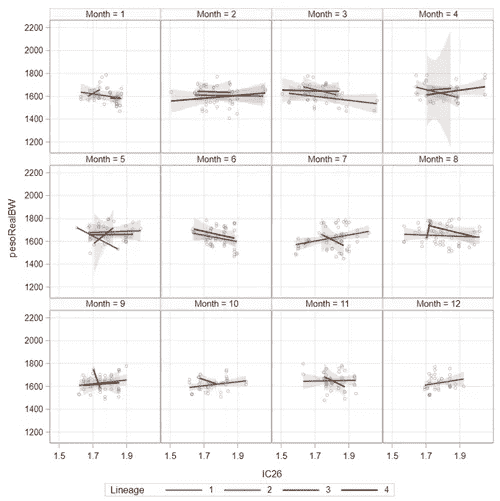 Month = 1 Month = 2 Month = 3 Month = 4
2200
2000
1800
1600
1400
1200
Month = 5 Month = 6 Month = 7 Month = 8
2200
2000
1800
1600
1400
1200
pesoRealBW
Month = 9 Month = 10 Month = 11 Month = 12
2200
2000
1800
1600
1400
1200
1.5 1.7 1.9 1.5 1.7 1.9 1.5 1.7 1.9 1.5 1.7 1.9
IC26
Lineage 1 2 3 4